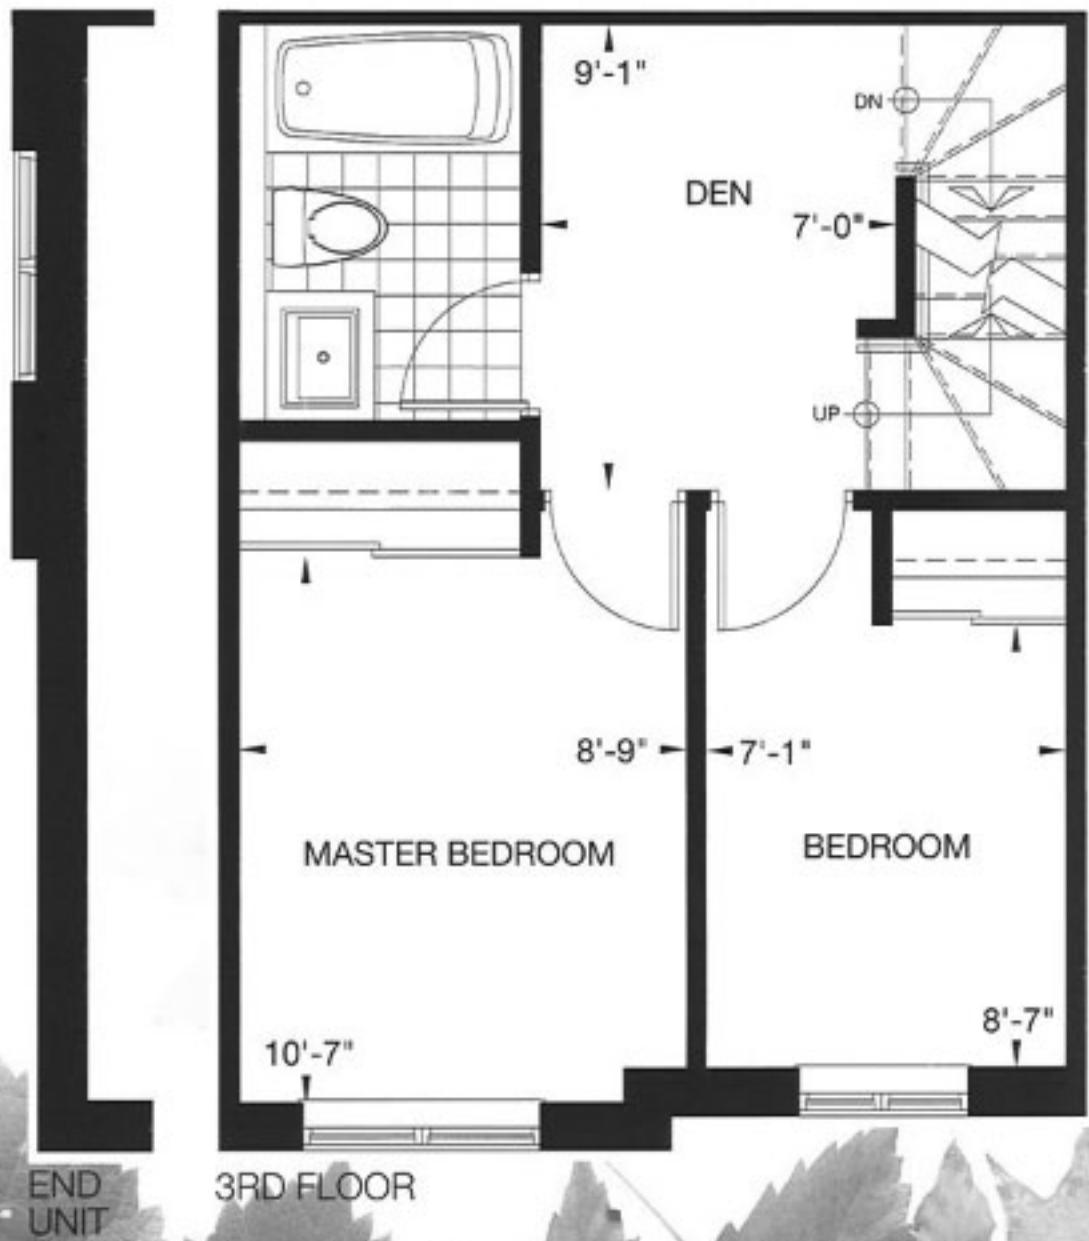 9'-1"
DN
DEN
7'-0"
UP
8'-9"
7'-1"
MASTER BEDROOM
BEDROOM
10'-7"
8'-7"
END
UNIT
3RD FLOOR